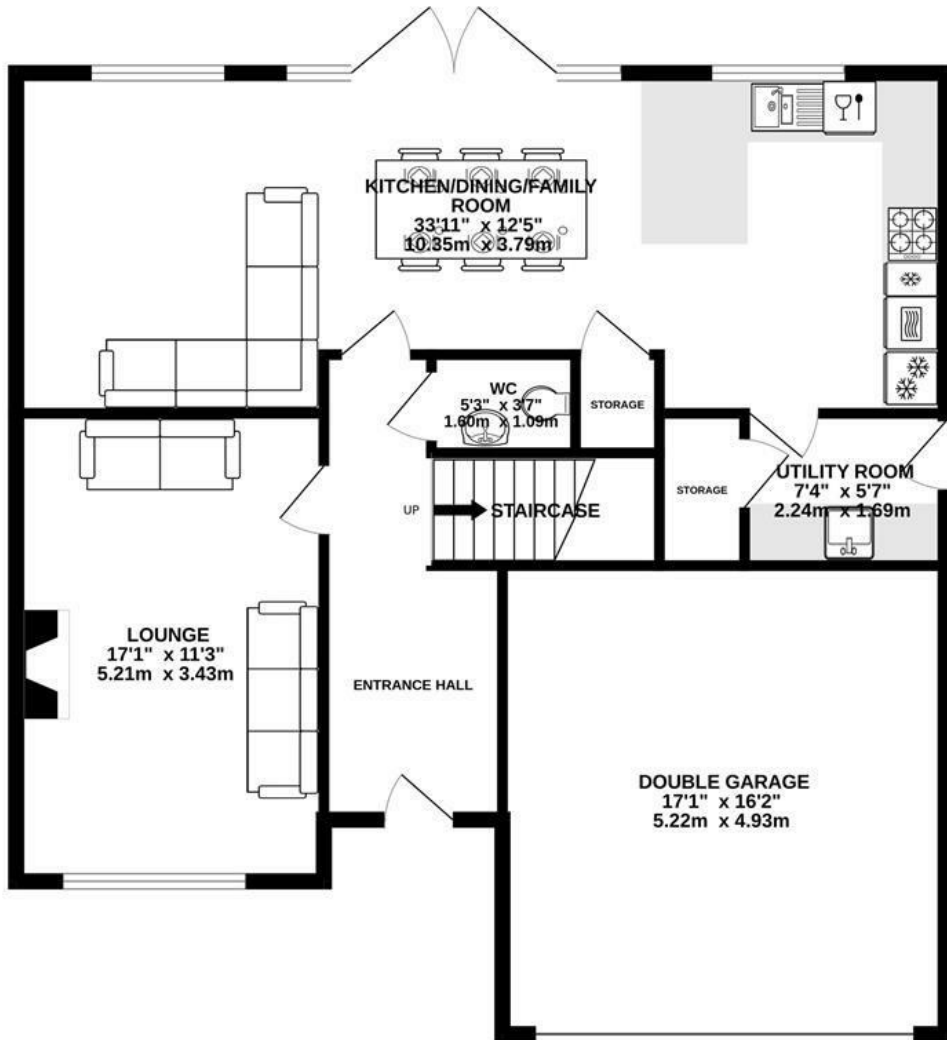 KITCHEN/DINING/FAMILY
ROOM
33'11" x 12'5"
10.35m x 3.79m
WC
5'3" x 3'7"
1.60m x 1.09m
STORAGE
UP
STAIRCASE
STORAGE
UTILITY ROOM
7'4" x 5'7"
2.24m x 1.69m
LOUNGE
17'1" x 11'3"
5.21m x 3.43m
ENTRANCE HALL
DOUBLE GARAGE
17'1" x 16'2"
5.22m x 4.93m